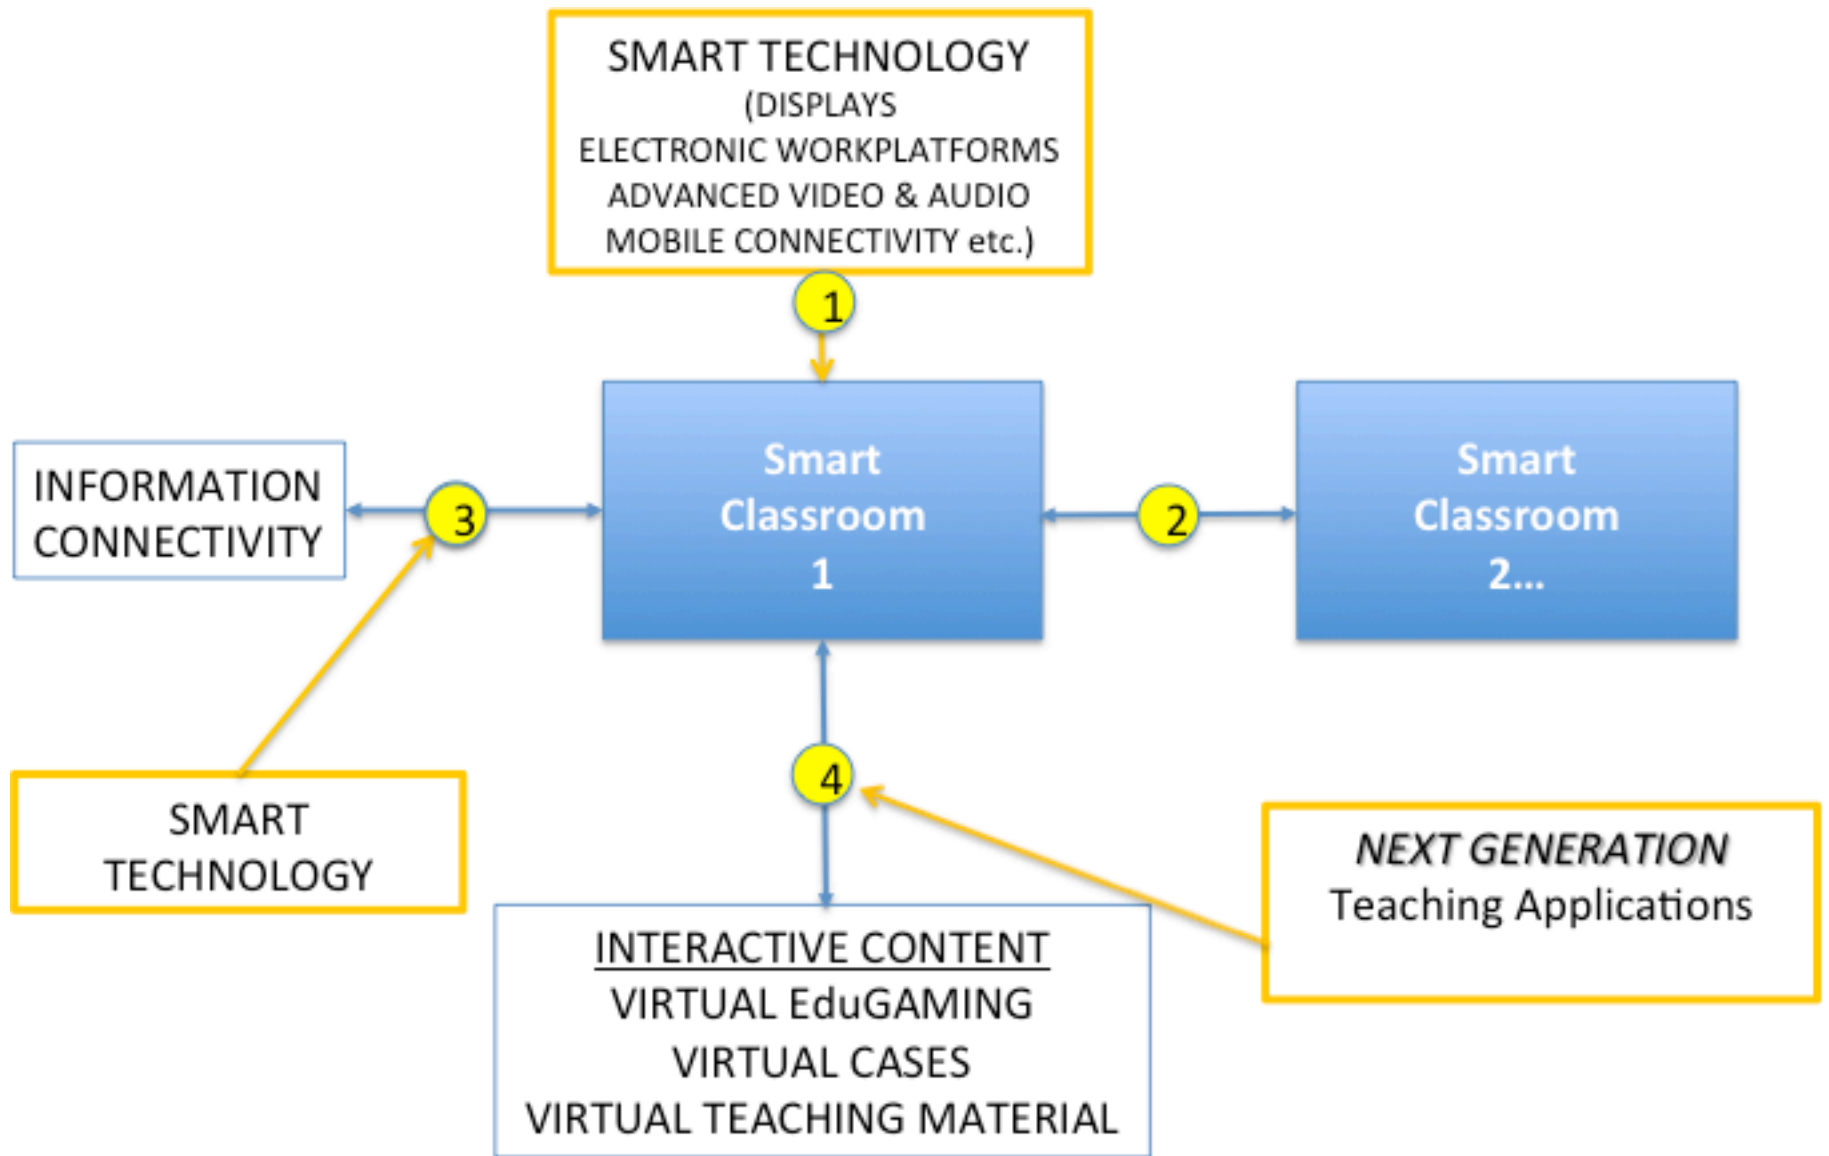 SMART TECHNOLOGY
(DISPLAYS
ELECTRONIC WORKPLATFORMS
ADVANCED VIDEO & AUDIO
MOBILE CONNECTIVITY etc.)
1
Smart
Classroom
1
Smart
Classroom
2...
INFORMATION
CONNECTIVITY
3
2
4
SMART
TECHNOLOGY
NEXT GENERATION
Teaching Applications
INTERACTIVE CONTENT
VIRTUAL EduGAMING
VIRTUAL CASES
VIRTUAL TEACHING MATERIAL